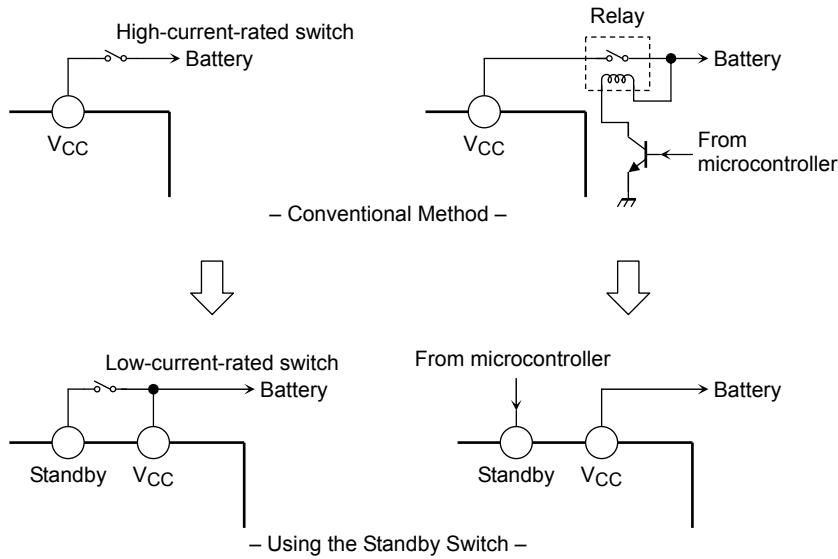 High-current-rated switch
Battery
VCC
Relay
Battery
VCC
From
microcontroller
– Conventional Method –
Low-current-rated switch
Battery
Standby
VCC
From microcontroller
Battery
Standby
VCC
– Using the Standby Switch –